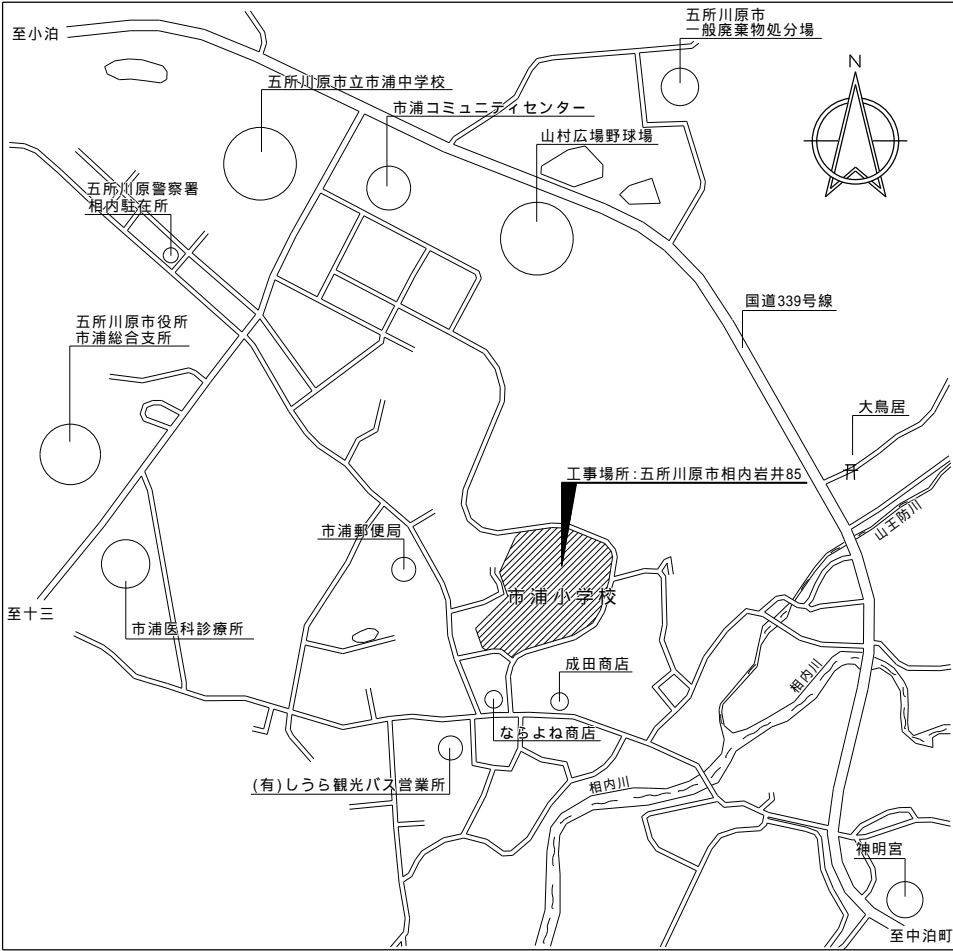 至小泊
五所川原市
一般廃棄物処分場
五所川原市立市浦中学校
市浦コミュニティセンター
山村広場野球場
N
五所川原警察署
相内駐在所
国道339号線
五所川原市役所
市浦総合支所
大鳥居
工事場所:五所川原市相内岩井85
山王防川
市浦郵便局
市浦小学校
至十三
市浦医科診療所
成田商店
相内川
ならよね商店
(有)しうら観光バス営業所
相内川
神明宮
至中泊町